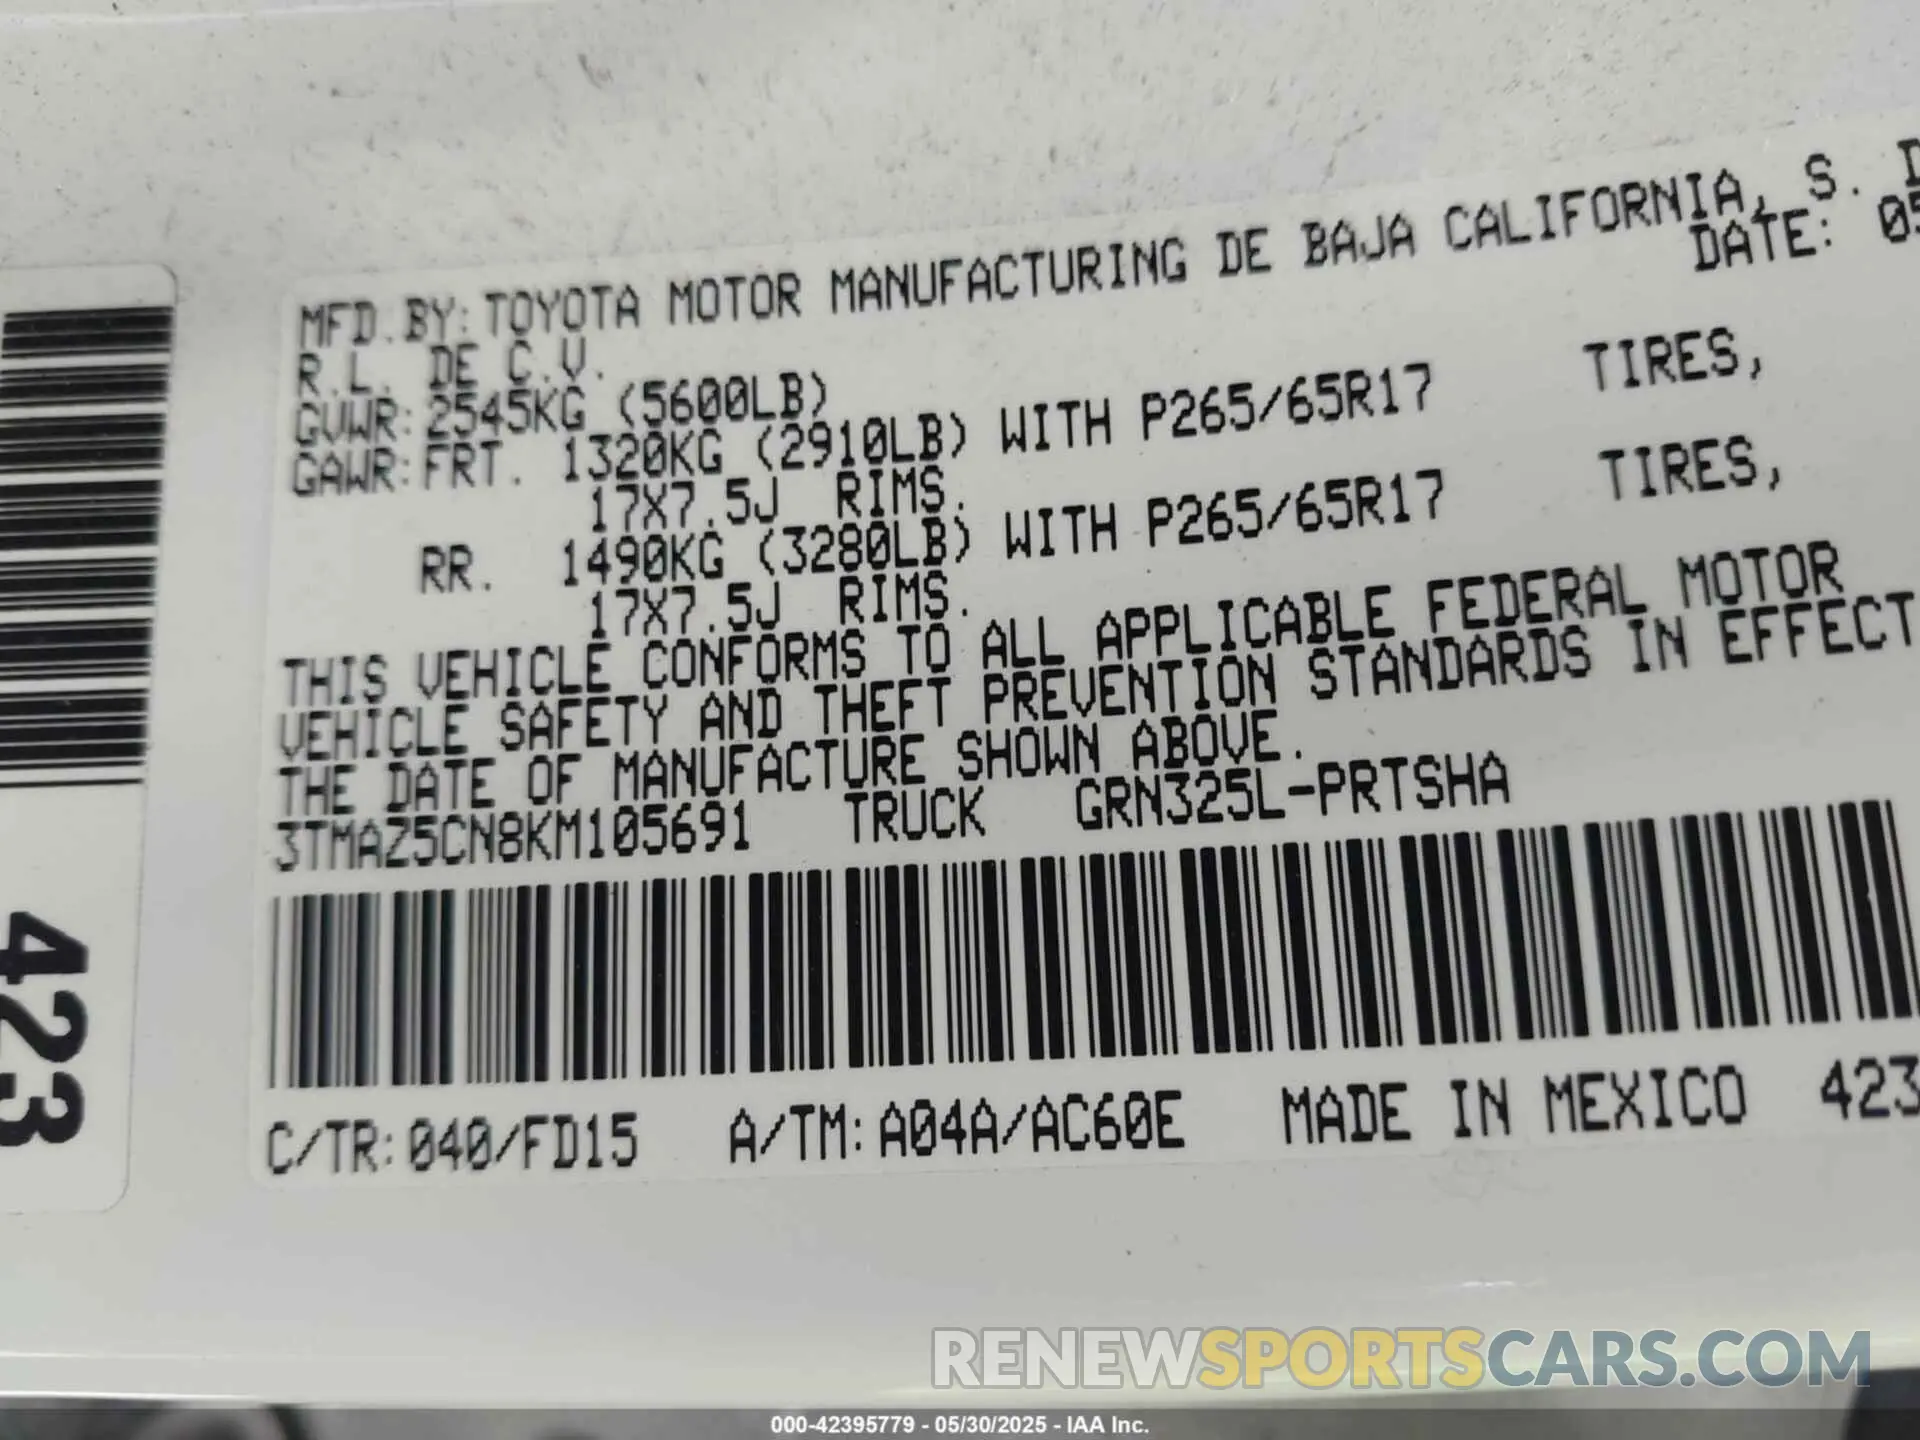 MFD.BY:TOYOTA MOTOR MANUFACTURING DE BAJA CALIFORNIA, S. D
DATE: 05
R.L. DE C.V.
GVWR:2545KG (5600LB)
GAWR:FRT. 1320KG (2910LB) WITH P265/65R17 TIRES,
17X7.5J RIMS.
RR. 1490KG (3280LB) WITH P265/65R17 TIRES,
17X7.5J RIMS.
THIS VEHICLE CONFORMS TO ALL APPLICABLE FEDERAL MOTOR
VEHICLE SAFETY AND THEFT PREVENTION STANDARDS IN EFFECT
THE DATE OF MANUFACTURE SHOWN ABOVE.
3TMAZ5CN8KM105691 TRUCK GRN325L-PRTSHA
C/TR:040/FD15 A/TM:A04A/AC60E MADE IN MEXICO 423
423
RENEWSPORTSCARS.COM
000-42395779 - 05/30/2025 - IAA Inc.